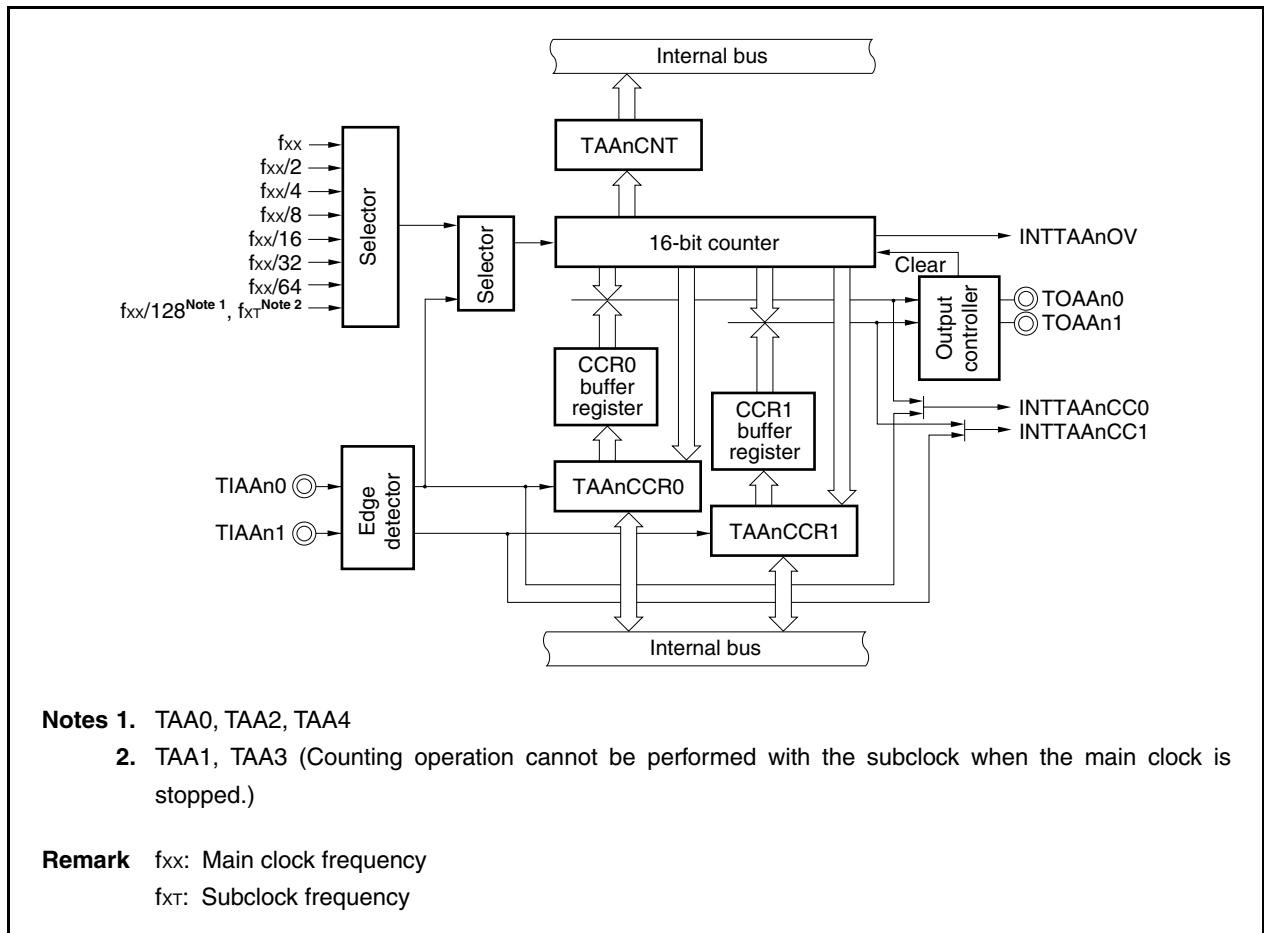 Internal bus
TAAnCNT
fxx
fxx/2
fxx/4
fxx/8
fxx/16
fxx/32
fxx/64
fxx/128Note 1, fxTNote 2
Selector
Selector
16-bit counter
INTTAAnOV
Clear
Output
controller
TOAAn0
TOAAn1
CCR0
buffer
register
CCR1
buffer
register
INTTAAnCC0
INTTAAnCC1
TIAAn0
TIAAn1
Edge
detector
TAAnCCR0
TAAnCCR1
Internal bus
Notes 1. TAA0, TAA2, TAA4
2. TAA1, TAA3 (Counting operation cannot be performed with the subclock when the main clock is
stopped.)
Remark fxx: Main clock frequency
fxT: Subclock frequency